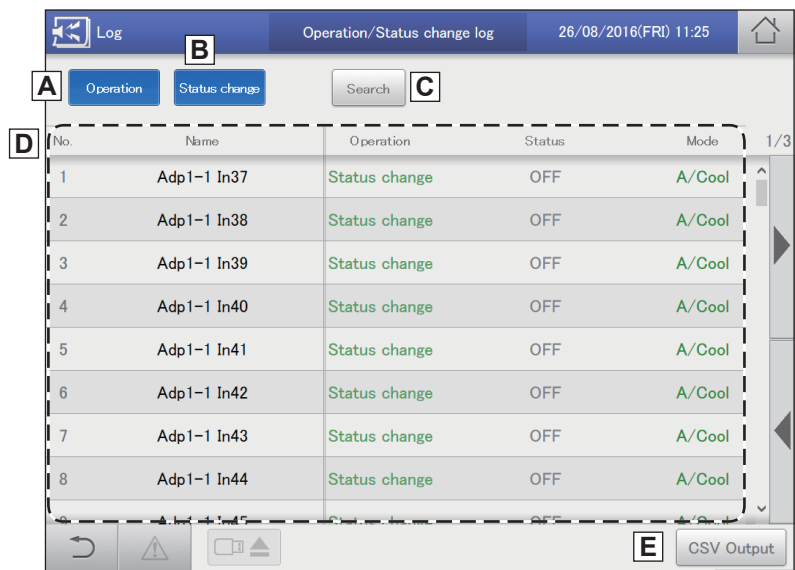 Log Operation/Status change log 26/08/2016(FRI) 11:25
B
A Operation Status change Search C
D No. Name Operation Status Mode 1/3
1 Adp1-1 In37 Status change OFF A/Cool
2 Adp1-1 In38 Status change OFF A/Cool
3 Adp1-1 In39 Status change OFF A/Cool
4 Adp1-1 In40 Status change OFF A/Cool
5 Adp1-1 In41 Status change OFF A/Cool
6 Adp1-1 In42 Status change OFF A/Cool
7 Adp1-1 In43 Status change OFF A/Cool
8 Adp1-1 In44 Status change OFF A/Cool
E CSV Output